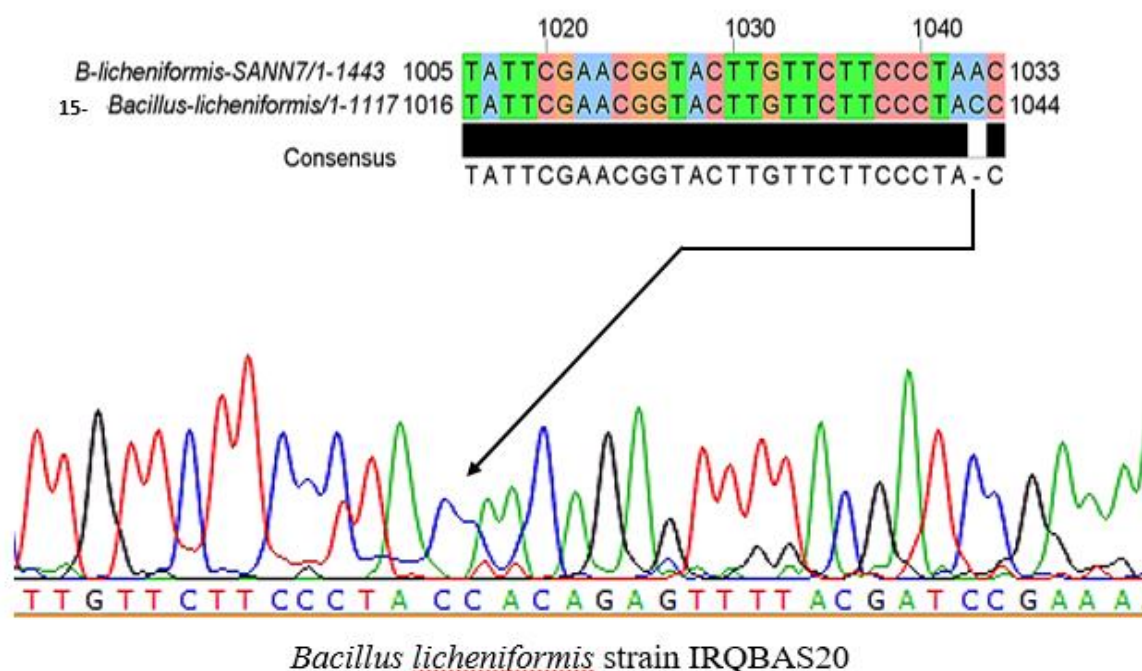 1020 1030 1040
B-licheniformis-SANN7/1-1443 1005 TATTCGAACGGTACTTGTTCTTCCCTAAC 1033
15- Bacillus-licheniformis/1-1117 1016 TATTCGAACGGTACTTGTTCTTCCCTACC 1044
Consensus
TATTCGAACGGTACTTGTTCTTCCCTA-C
T T G T T C T T C C C T A C C A C A G A G T T T T A C G A T C C G A A A
Bacillus licheniformis strain IRQBAS20